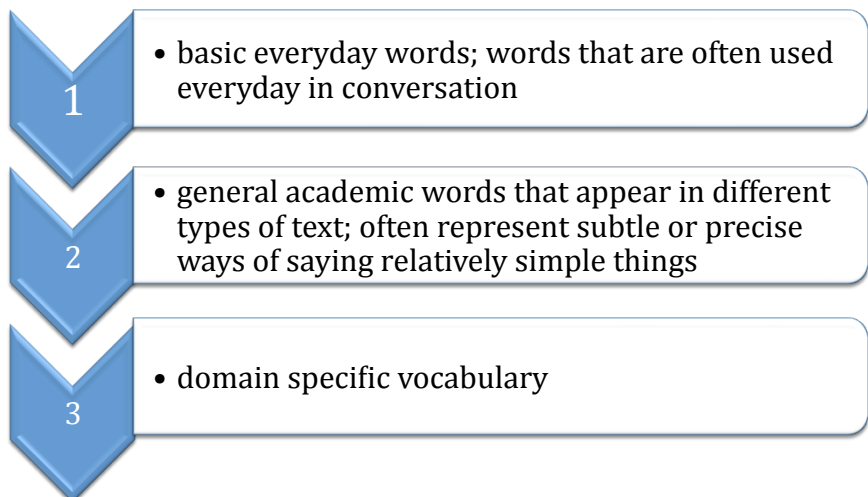 1
• basic everyday words; words that are often used
everyday in conversation
2
• general academic words that appear in different
types of text; often represent subtle or precise
ways of saying relatively simple things
3
• domain specific vocabulary